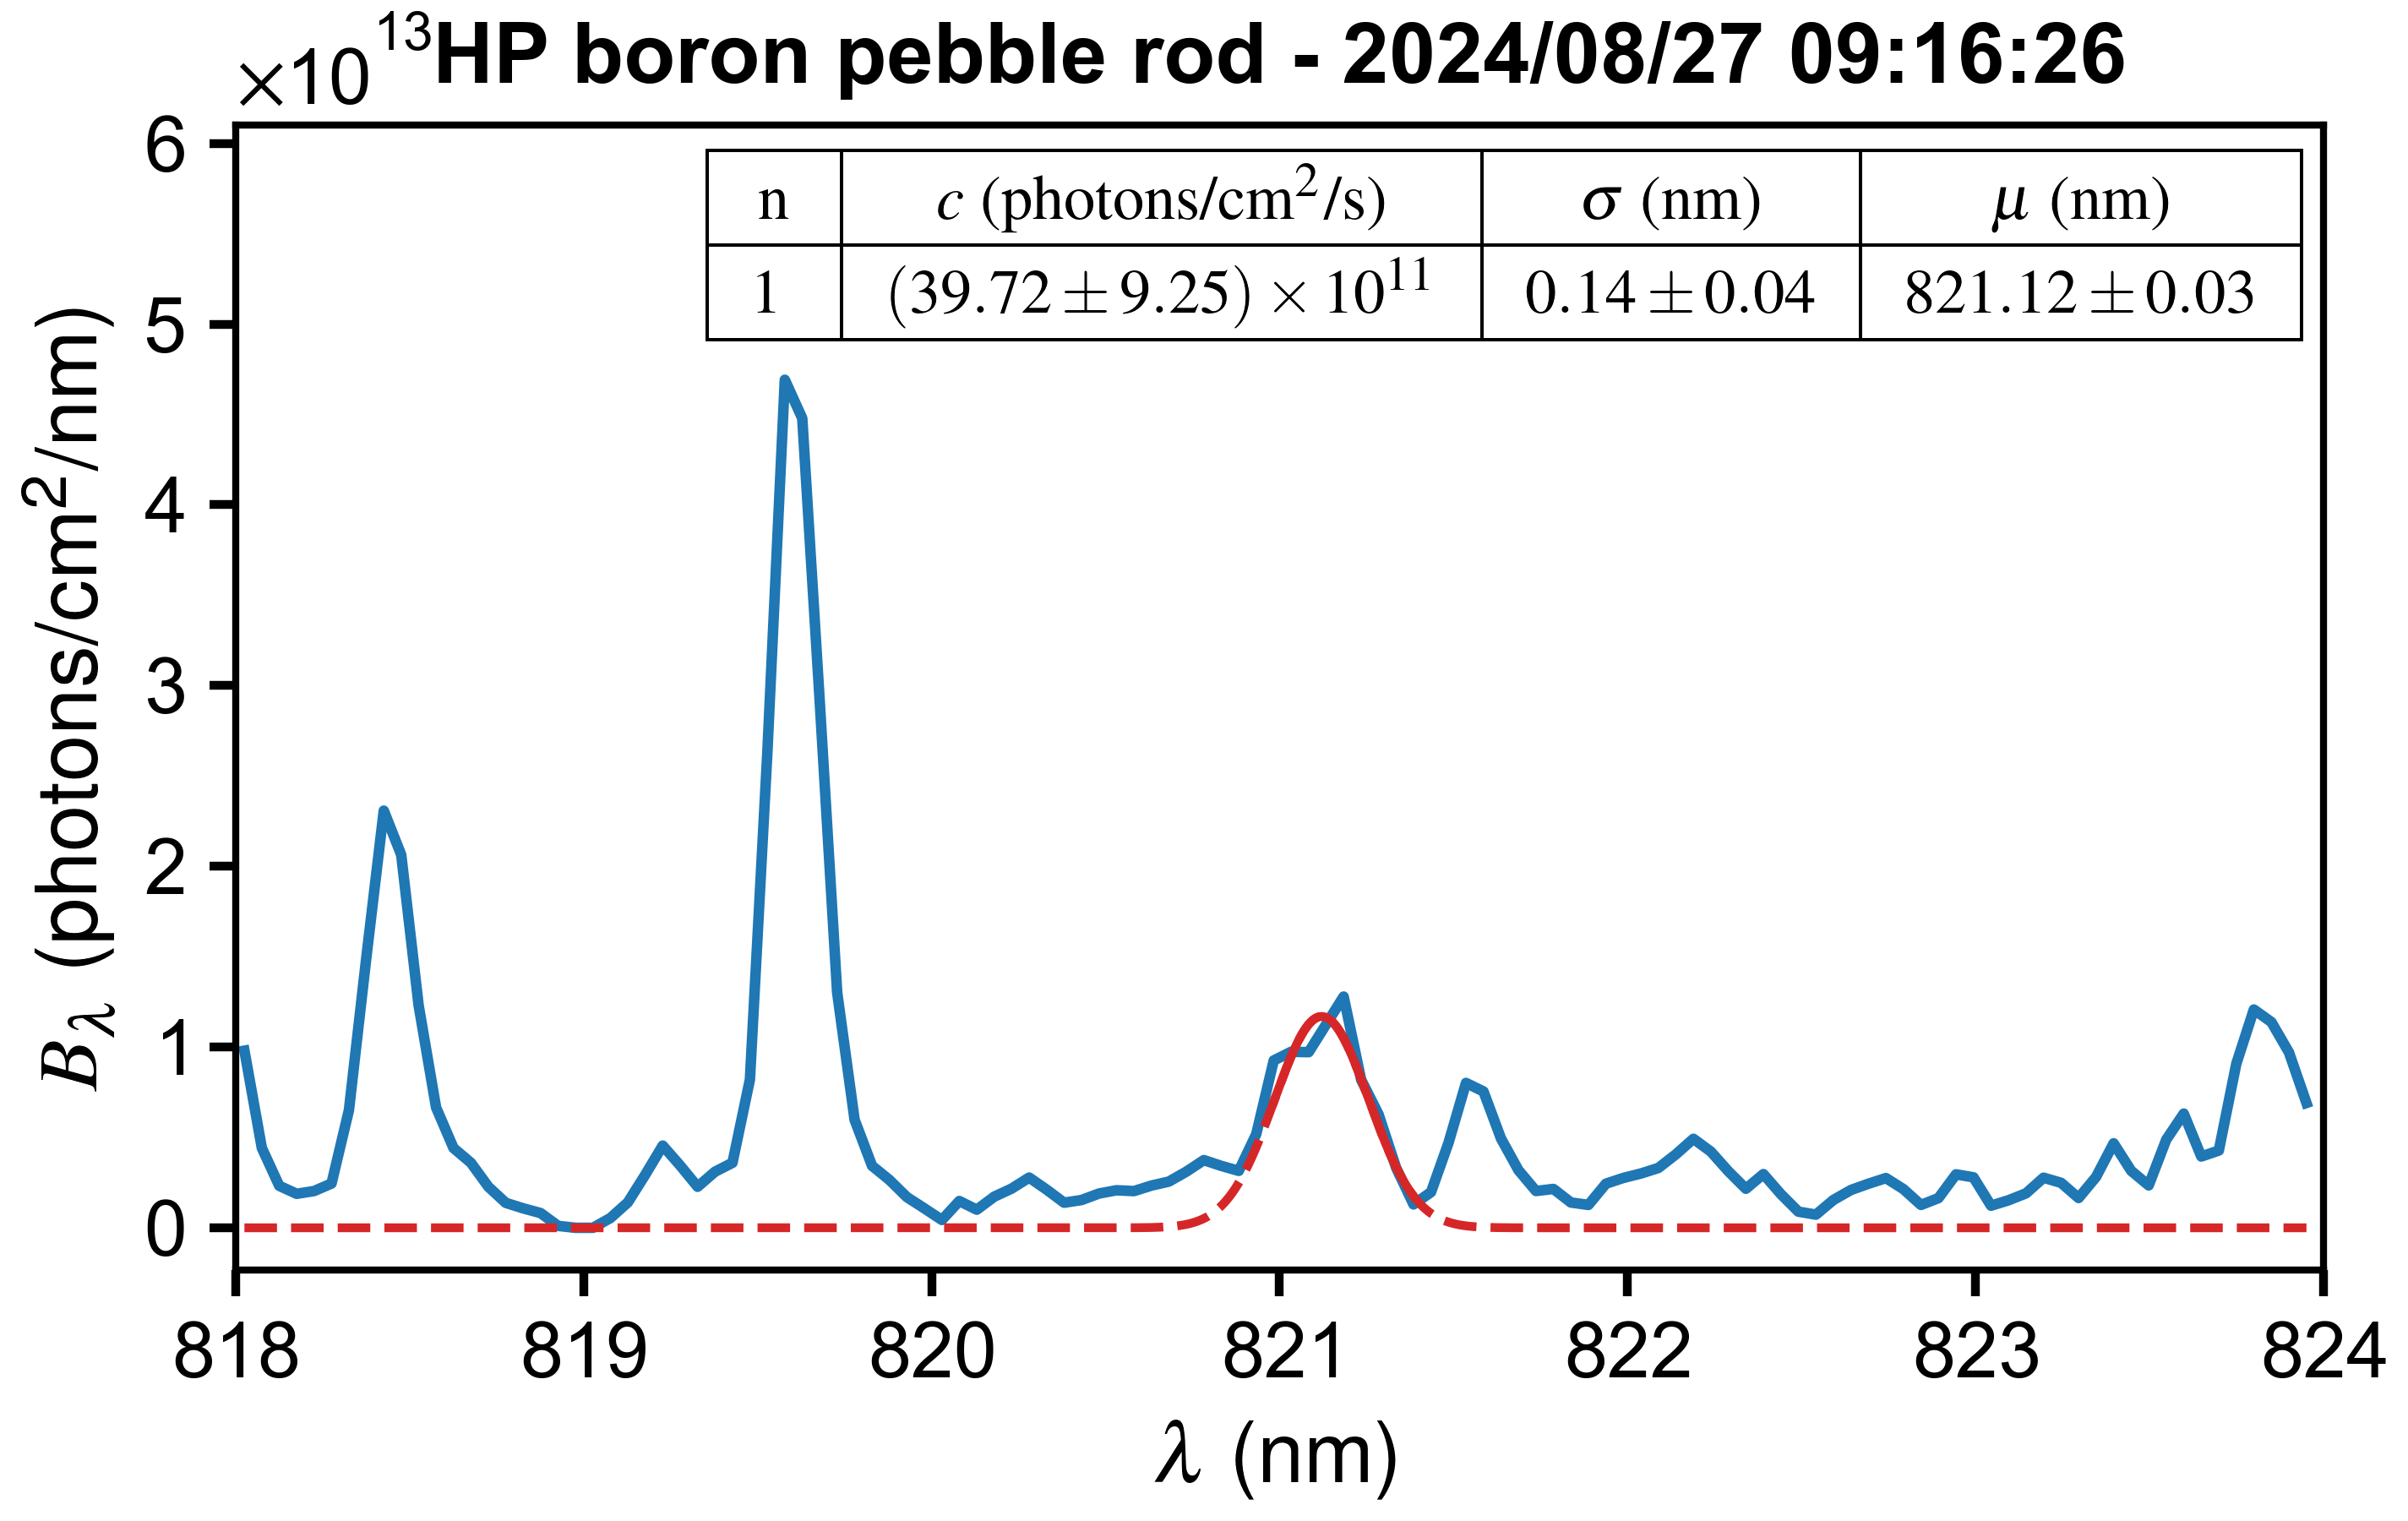 ×10¹³ HP boron pebble rod - 2024/08/27 09:16:26
n c (photons/cm²/s) σ (nm) μ (nm)
1 (39.72 ± 9.25) × 10¹¹ 0.14 ± 0.04 821.12 ± 0.03
6
5
4
3
2
1
0
B_λ (photons/cm²/nm)
818 819 820 821 822 823 824
λ (nm)